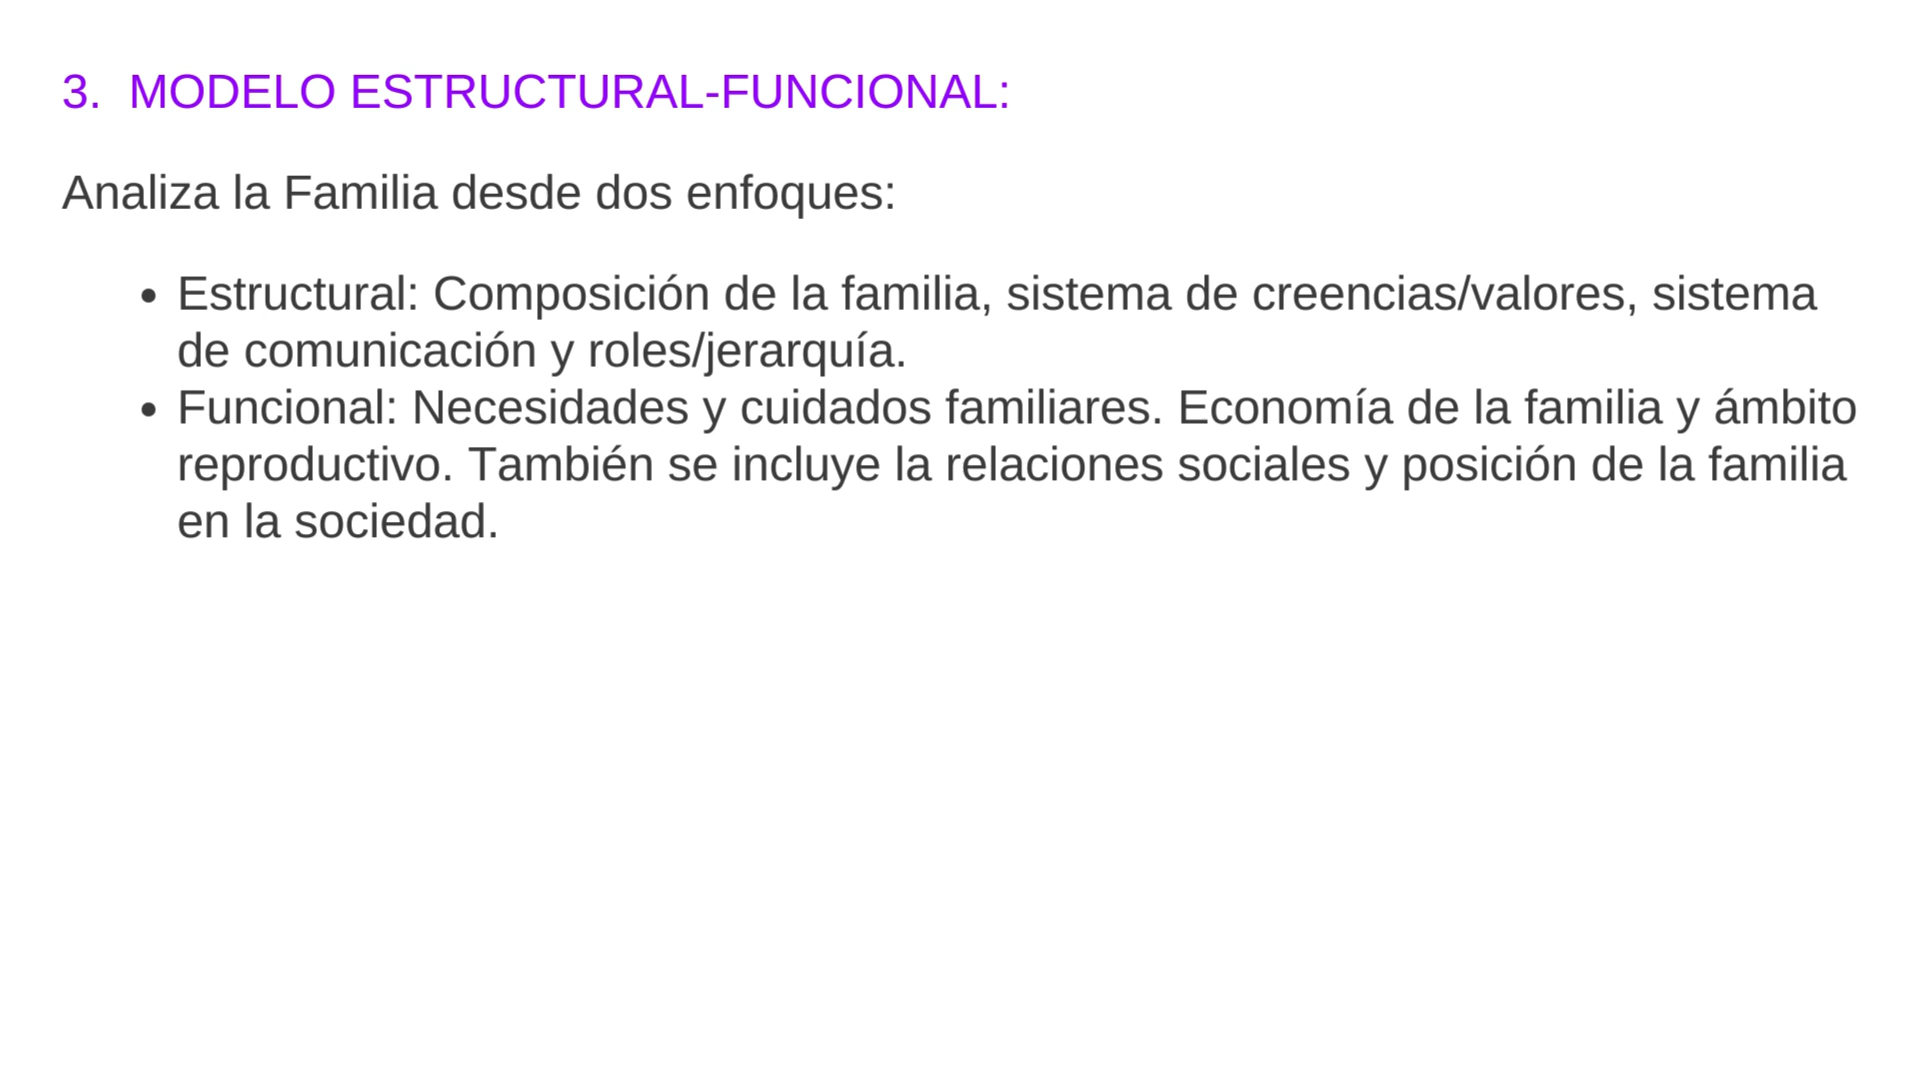 3. MODELO ESTRUCTURAL-FUNCIONAL:
Analiza la Familia desde dos enfoques:
• Estructural: Composición de la familia, sistema de creencias/valores, sistema
de comunicación y roles/jerarquía.
• Funcional: Necesidades y cuidados familiares. Economía de la familia y ámbito
reproductivo. También se incluye la relaciones sociales y posición de la familia
en la sociedad.